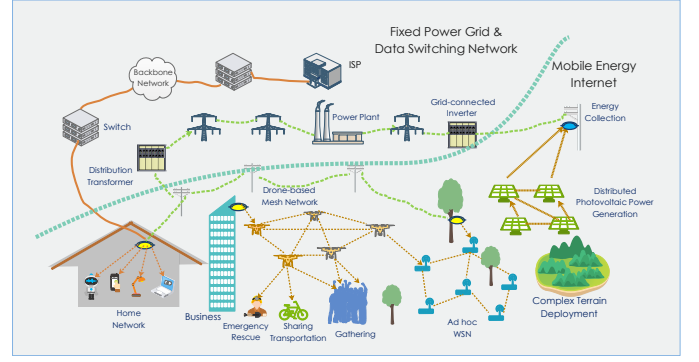 Fixed Power Grid &
Data Switching Network
ISP
Backbone
Network
Mobile Energy
Internet
Switch
Power Plant
Grid-connected
Inverter
Energy
Collection
Distribution
Transformer
Drone-based
Mesh Network
Distributed
Photovoltaic Power
Generation
Home
Network
Business
Emergency
Rescue
Sharing
Transportation
Gathering
Ad hoc
WSN
Complex Terrain
Deployment